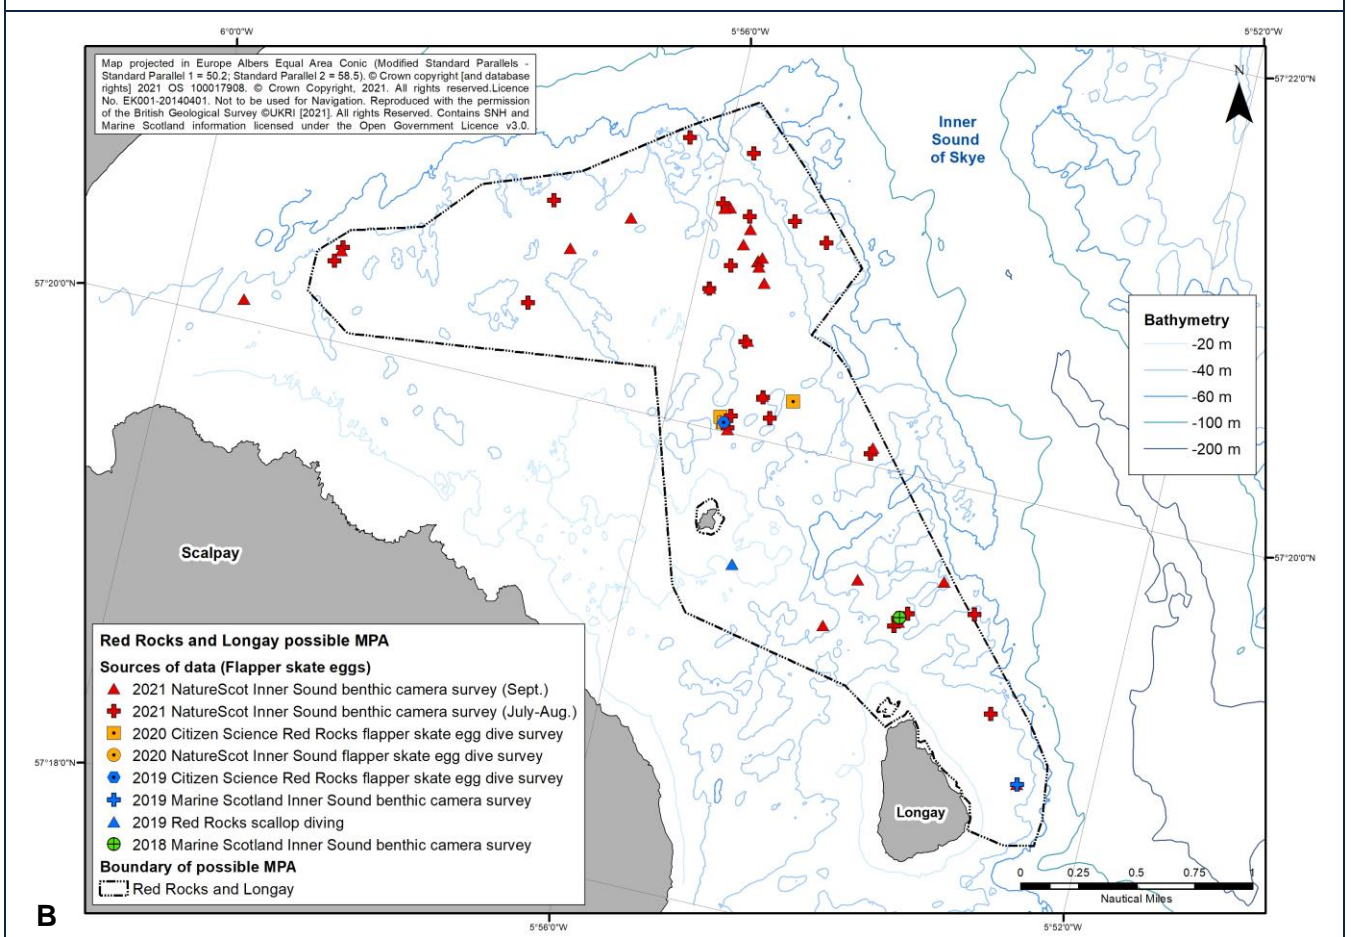 6°0'0"W
5°56'0"W
5°52'0"W
Map projected in Europe Albers Equal Area Conic (Modified Standard Parallels -
Standard Parallel 1 = 50.2; Standard Parallel 2 = 58.5). © Crown copyright [and database
rights] 2021 OS 100017908. © Crown Copyright, 2021. All rights reserved.Licence
No. EK001-20140401. Not to be used for Navigation. Reproduced with the permission
of the British Geological Survey ©UKRI [2021]. All rights Reserved. Contains SNH and
Marine Scotland information licensed under the Open Government Licence v3.0.
N
57°22'0"N
Inner
Sound
of Skye
57°20'0"N
Bathymetry
-20 m
-40 m
-60 m
-100 m
-200 m
Scalpay
57°20'0"N
Red Rocks and Longay possible MPA
Sources of data (Flapper skate eggs)
2021 NatureScot Inner Sound benthic camera survey (Sept.)
2021 NatureScot Inner Sound benthic camera survey (July-Aug.)
2020 Citizen Science Red Rocks flapper skate egg dive survey
2020 NatureScot Inner Sound flapper skate egg dive survey
2019 Citizen Science Red Rocks flapper skate egg dive survey
2019 Marine Scotland Inner Sound benthic camera survey
2019 Red Rocks scallop diving
2018 Marine Scotland Inner Sound benthic camera survey
Boundary of possible MPA
Red Rocks and Longay
57°18'0"N
Longay
0 0.25 0.5 0.75 1
Nautical Miles
B
5°56'0"W
5°52'0"W